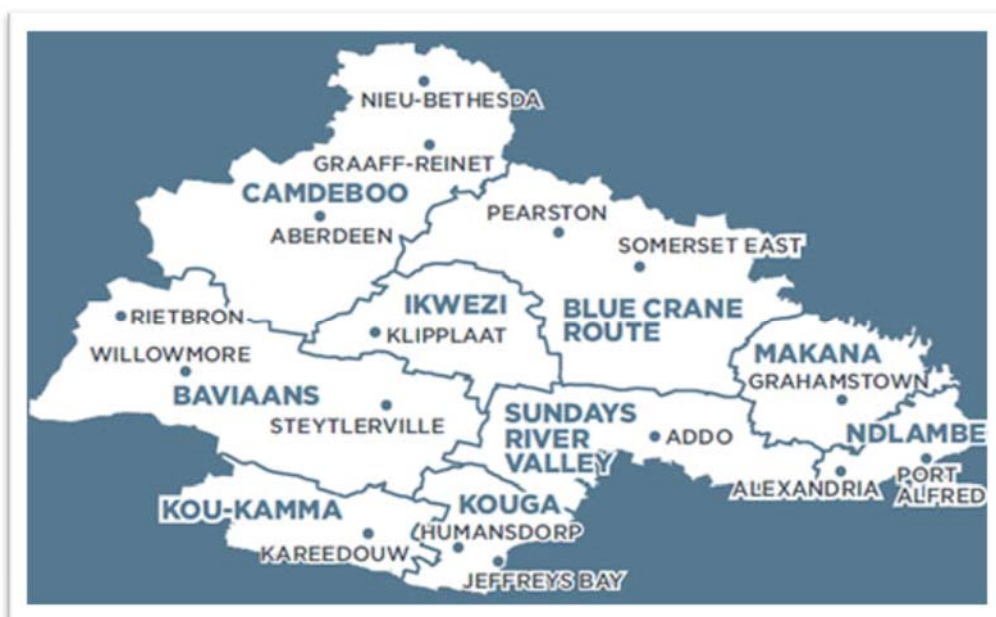 NIEU-BETHESDA
GRAAFF-REINET
CAMDEBOO
ABERDEEN
PEARSTON
SOMERSET EAST
IKWEZI
KLIPPLAAT
BLUE CRANE
ROUTE
RIETBRON
WILLOWMORE
BAVIAANS
STEYTLERVILLE
MAKANA
GRAHAMSTOWN
SUNDAYS
RIVER
VALLEY
ADDO
NDLAMBE
ALEXANDRIA
PORT
ALFRED
KOU-KAMMA
KAREEDOUW
KOUGA
HUMANSDORP
JEFFREYS BAY